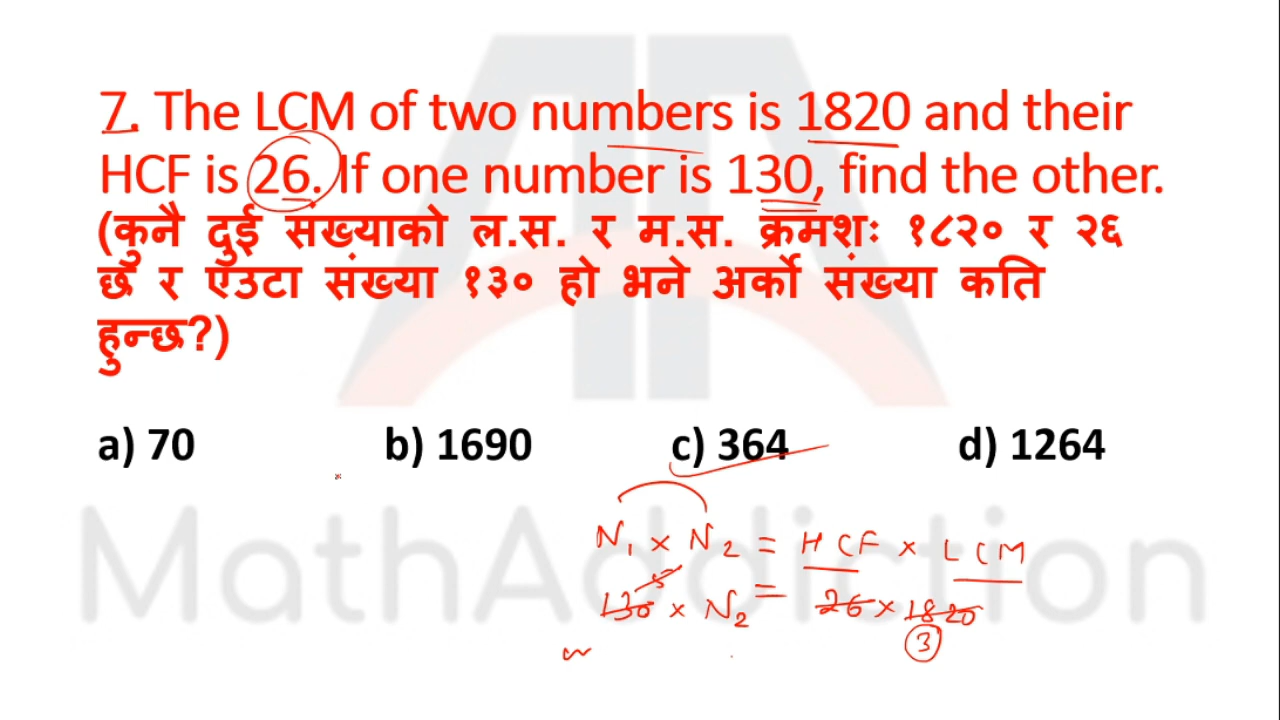 7. The LCM of two numbers is 1820 and their
HCF is 26. If one number is 130, find the other.
(कुनै दुई संख्याको ल.स. र म.स. क्रमशः १८२० र २६
छ र एउटा संख्या १३० हो भने अर्को संख्या कति
हुन्छ?)
a) 70 b) 1690 c) 364 d) 1264
MathAddiction
N₁ × N₂ = HCF × LCM
5
130 × N₂ = 26 × 1820
3